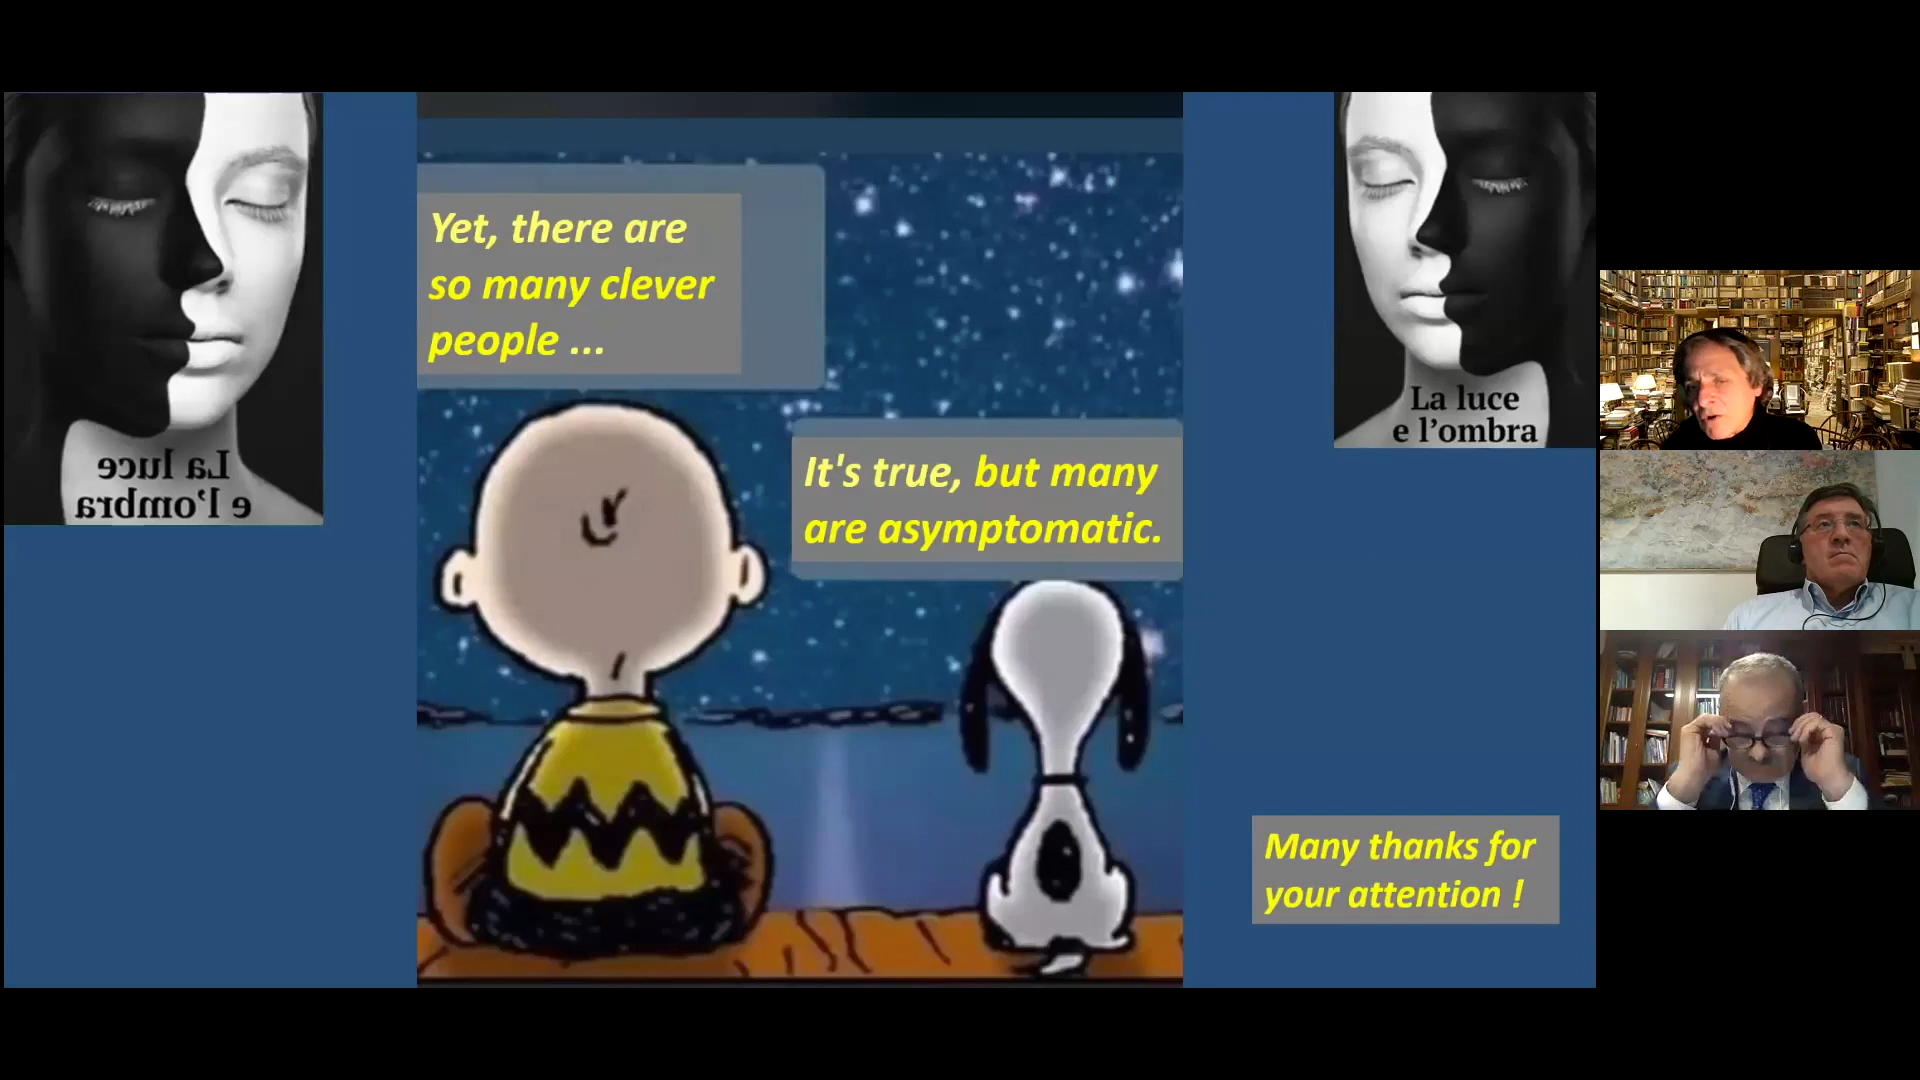 La luce
e l'ombra
Yet, there are
so many clever
people ...
It's true, but many
are asymptomatic.
La luce
e l'ombra
Many thanks for
your attention !